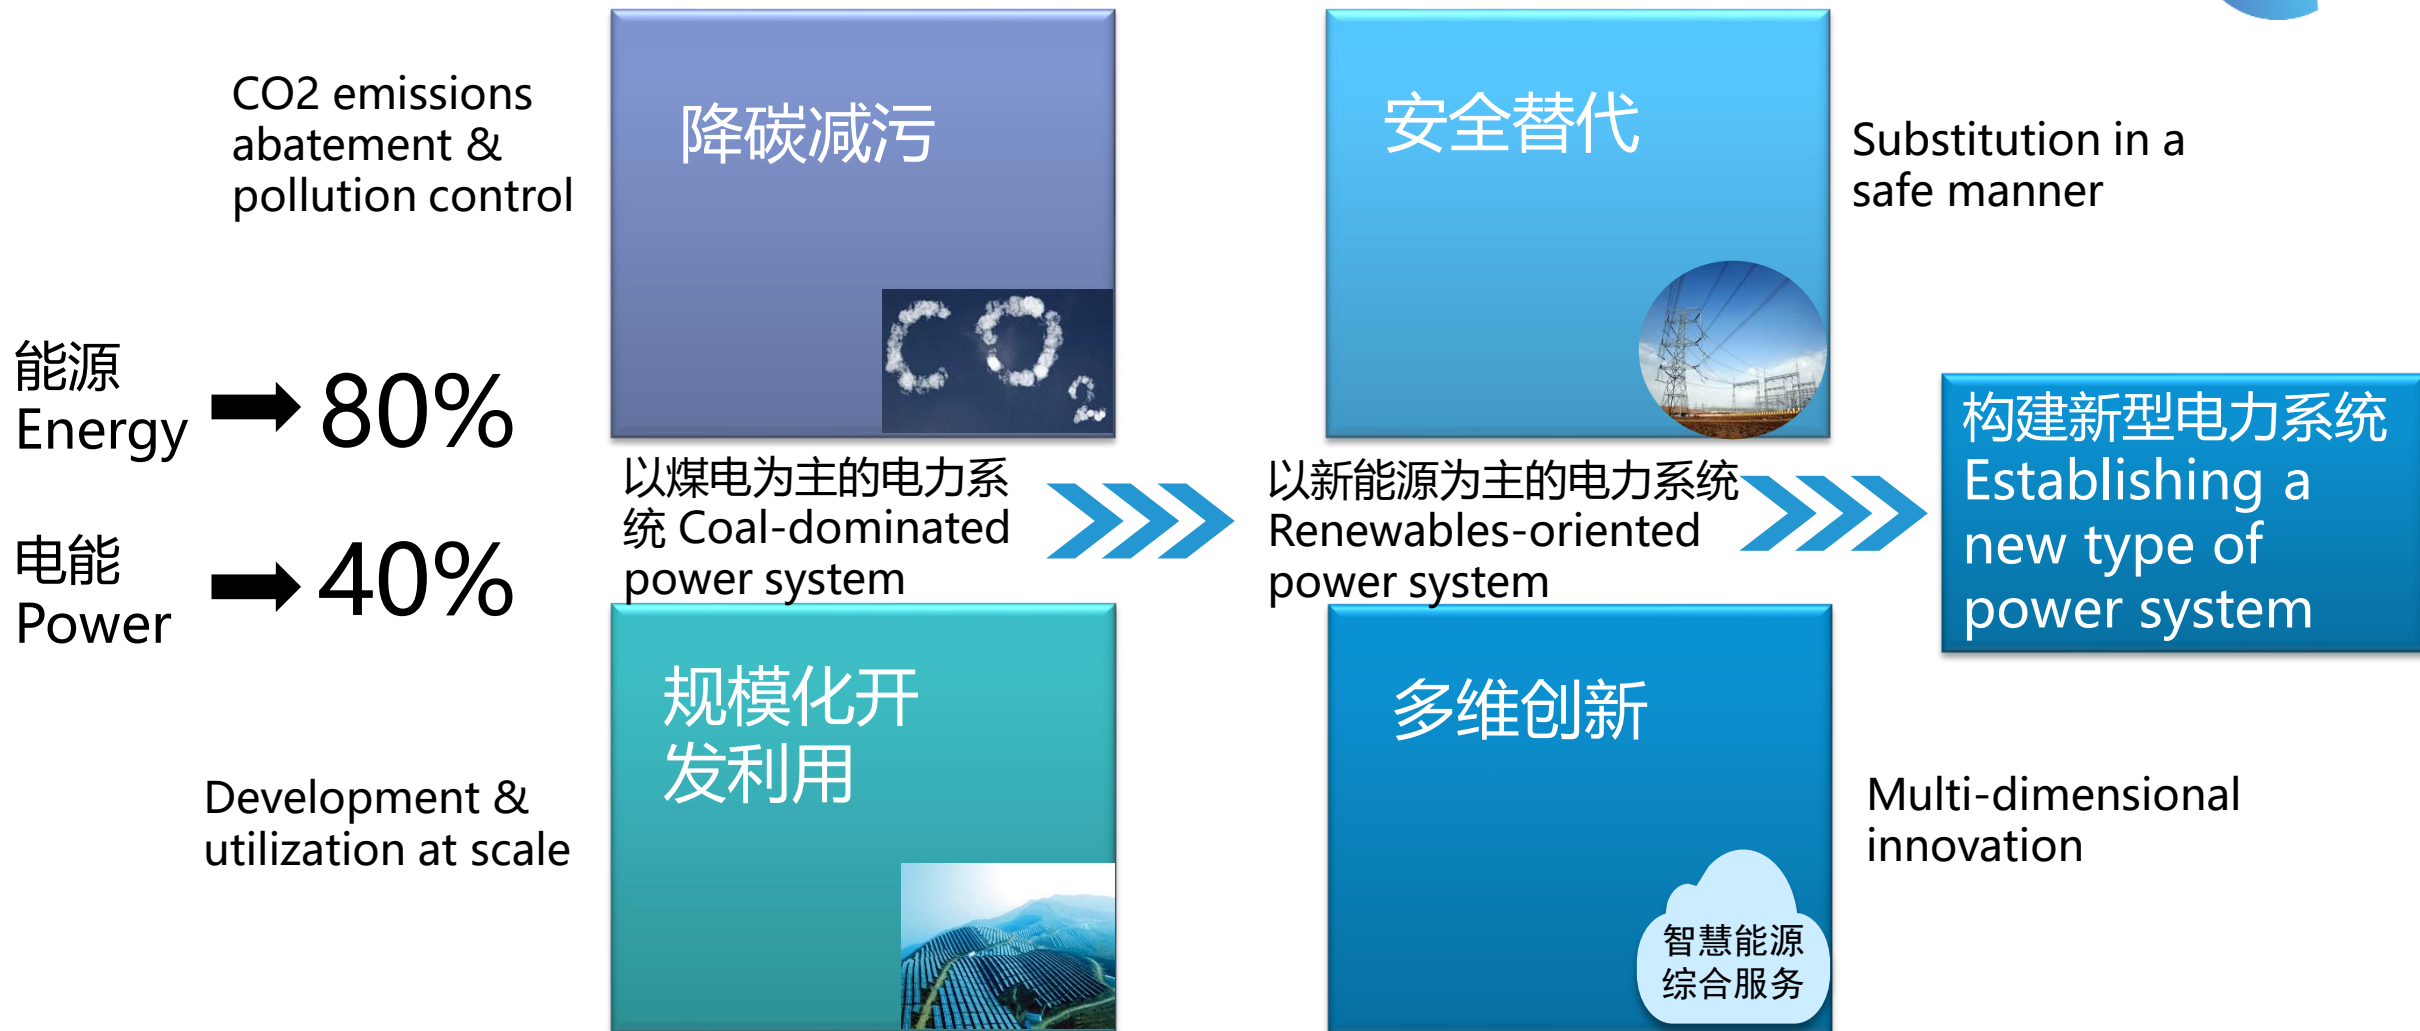 CO2 emissions
abatement &
pollution control
降碳减污
安全替代
Substitution in a
safe manner
CO2
能源
Energy
80%
电能
Power
40%
以煤电为主的电力系
统 Coal-dominated
power system
以新能源为主的电力系统
Renewables-oriented
power system
构建新型电力系统
Establishing a
new type of
power system
规模化开
发利用
Development &
utilization at scale
多维创新
Multi-dimensional
innovation
智慧能源
综合服务